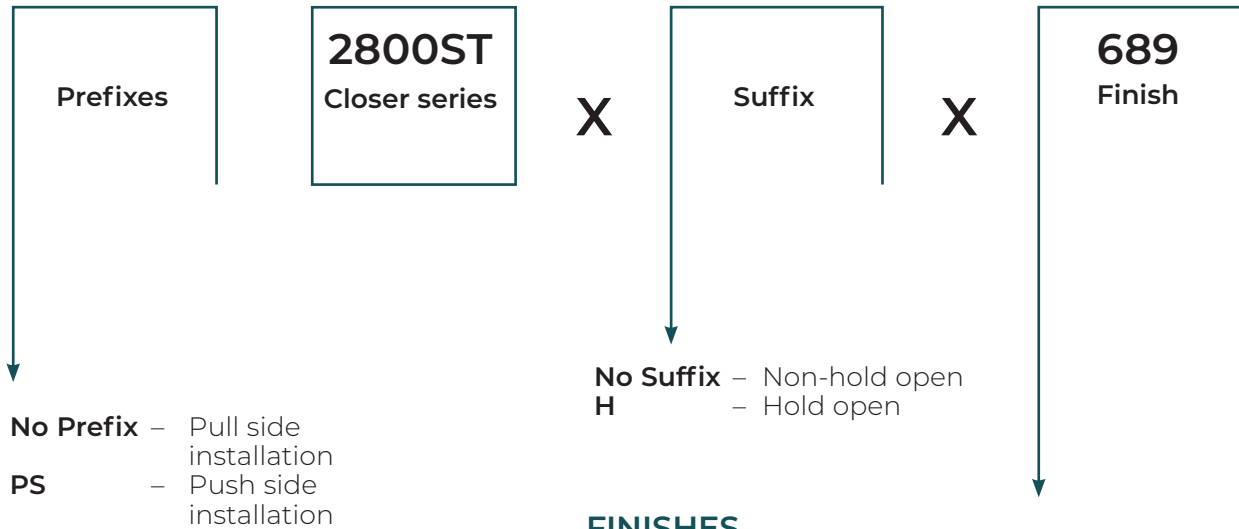 Prefixes
2800ST
Closer series
X
Suffix
X
689
Finish
No Prefix – Pull side
installation
PS – Push side
installation
No Suffix – Non-hold open
H – Hold open
FINISHES